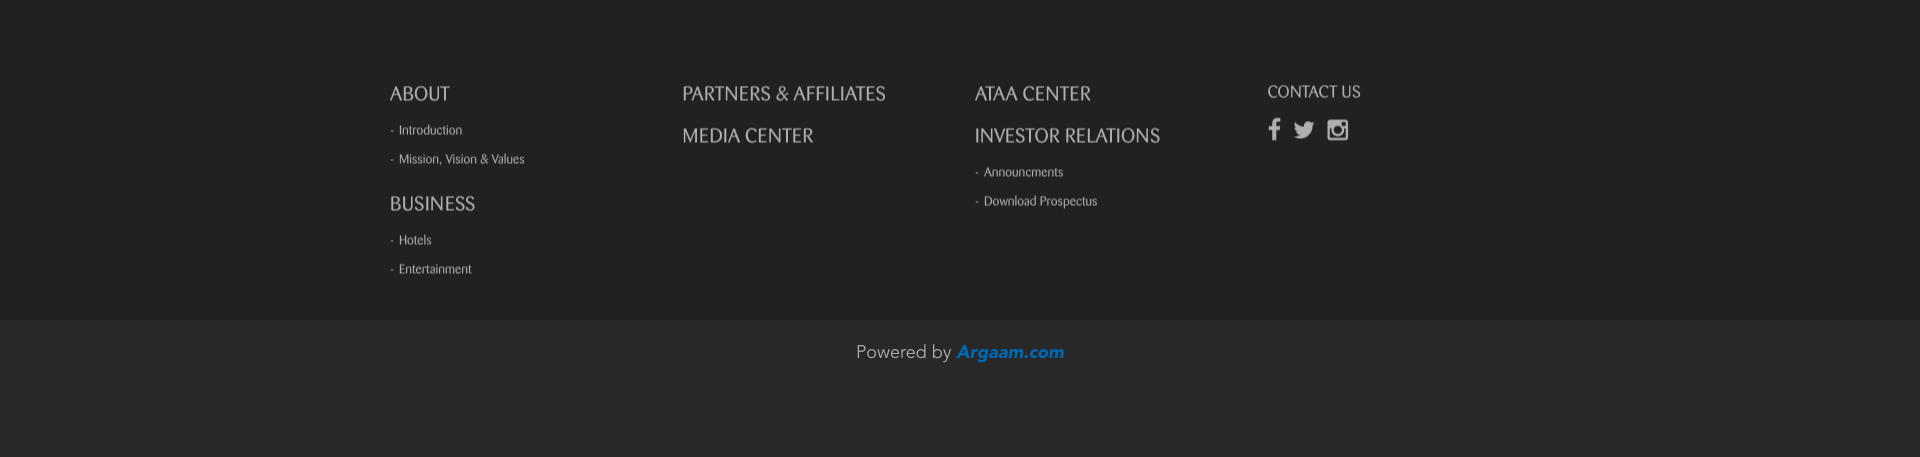 ABOUT
- Introduction
- Mission, Vision & Values
BUSINESS
- Hotels
- Entertainment
PARTNERS & AFFILIATES
MEDIA CENTER
ATAA CENTER
INVESTOR RELATIONS
- Announcments
- Download Prospectus
CONTACT US
Powered by Argaam.com